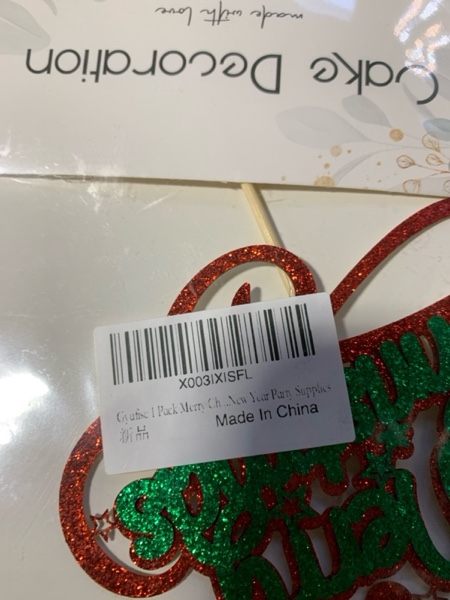 made with love
Cake Decoration
X003IXISFL
1 Pack Merry Ch...New Year Party Supplies
新品
Made In China